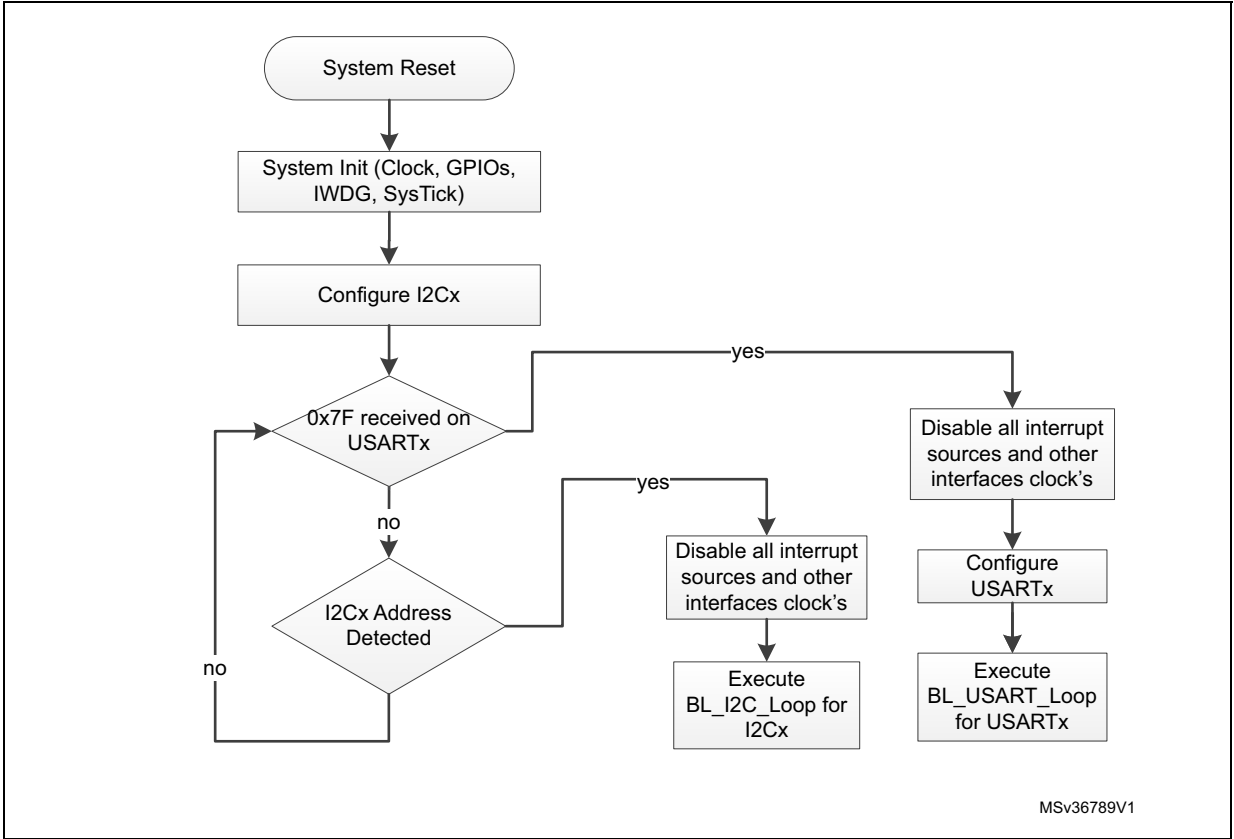 System Reset
System Init (Clock, GPIOs,
IWDG, SysTick)
Configure I2Cx
yes
0x7F received on
USARTx
Disable all interrupt
sources and other
interfaces clock's
yes
no
Disable all interrupt
sources and other
interfaces clock's
Configure
USARTx
I2Cx Address
Detected
no
Execute
BL_I2C_Loop for
I2Cx
Execute
BL_USART_Loop
for USARTx
MSv36789V1